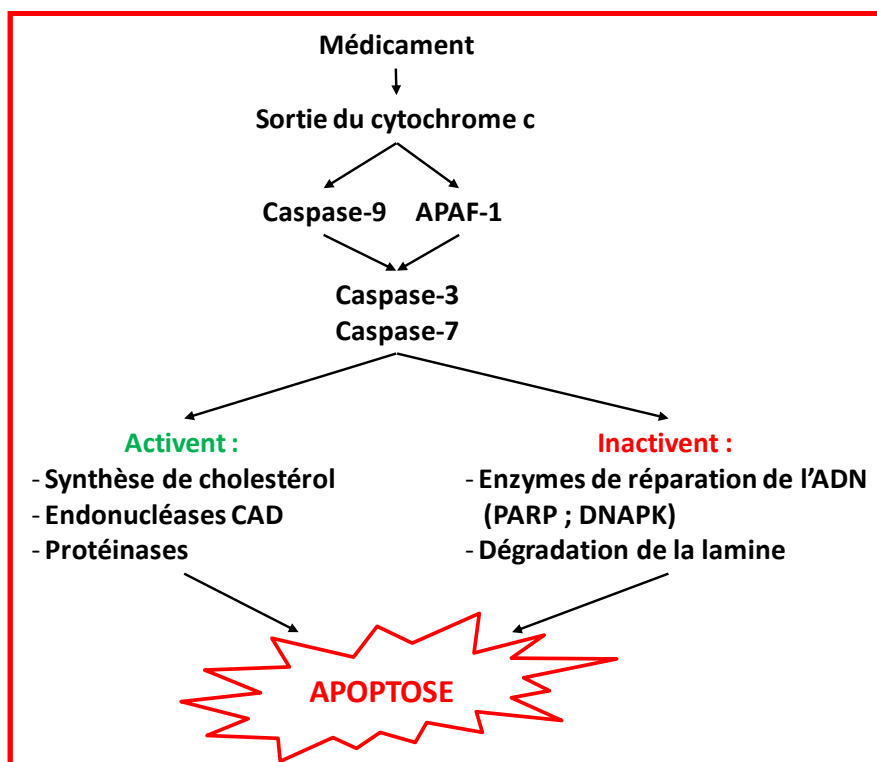 Médicament
Sortie du cytochrome c
Caspase-9 APAF-1
Caspase-3
Caspase-7
Activent :
- Synthèse de cholestérol
- Endonucléases CAD
- Protéinases
Inactivent :
- Enzymes de réparation de l'ADN
(PARP ; DNAPK)
- Dégradation de la lamine
APOPTOSE